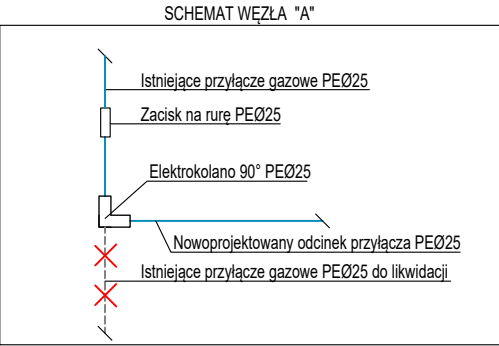 SCHEMAT WĘZŁA "A"
Istniejące przyłącze gazowe PEØ25
Zacisk na rurę PEØ25
Elektrokolano 90° PEØ25
Nowoprojektowany odcinek przyłącza PEØ25
Istniejące przyłącze gazowe PEØ25 do likwidacji